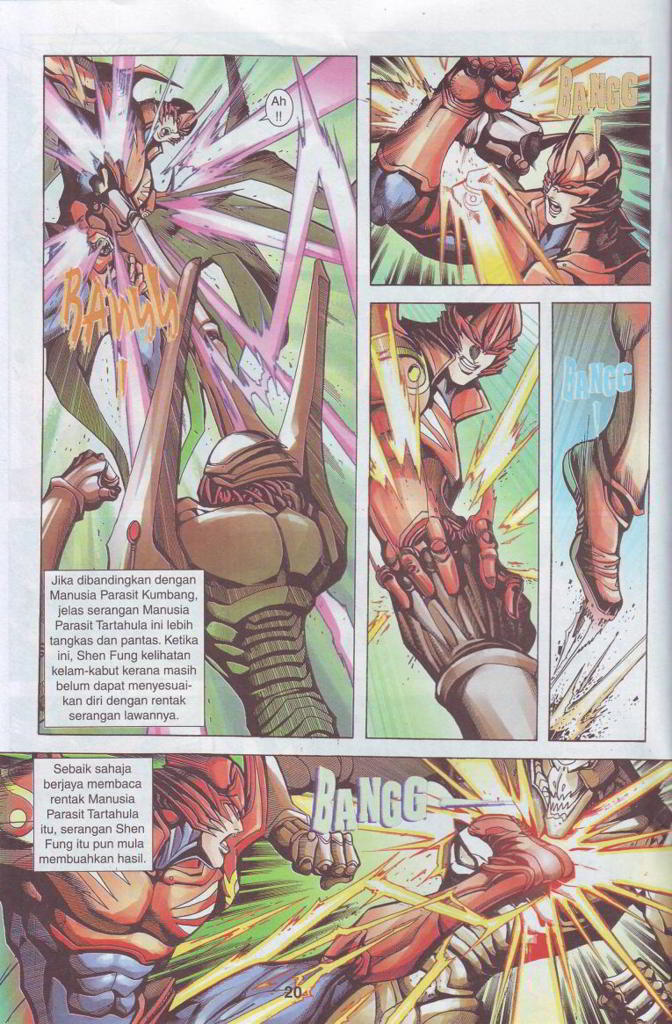 Ah
!!
BANGG
!
BANGG
!
BANGG
!
Jika dibandingkan dengan
Manusia Parasit Kumbang,
jelas serangan Manusia
Parasit Tartahula ini lebih
tangkas dan pantas. Ketika
ini, Shen Fung kelihatan
kelam-kabut kerana masih
belum dapat menyesuai-
kan diri dengan rentak
serangan lawannya.
Sebaik sahaja
berjaya membaca
rentak Manusia
Parasit Tartahula
itu, serangan Shen
Fung itu pun mula
membuahkan hasil.
BANGG
20